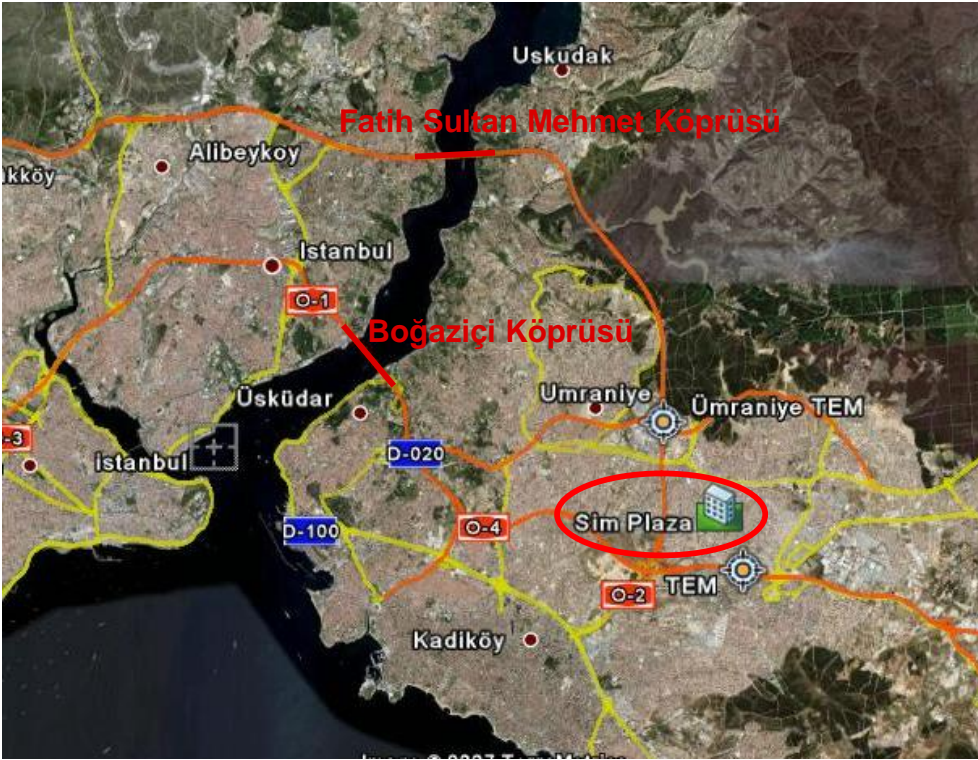 Uskudak
Fatih Sultan Mehmet Köprüsü
Alibeykoy
ıkköy
Istanbul
O-1
Boğaziçi Köprüsü
Umraniye
Üsküdar
Ümraniye TEM
-3
D-020
istanbul
Sim Plaza
D-100
O-4
TEM
O-2
Kadiköy